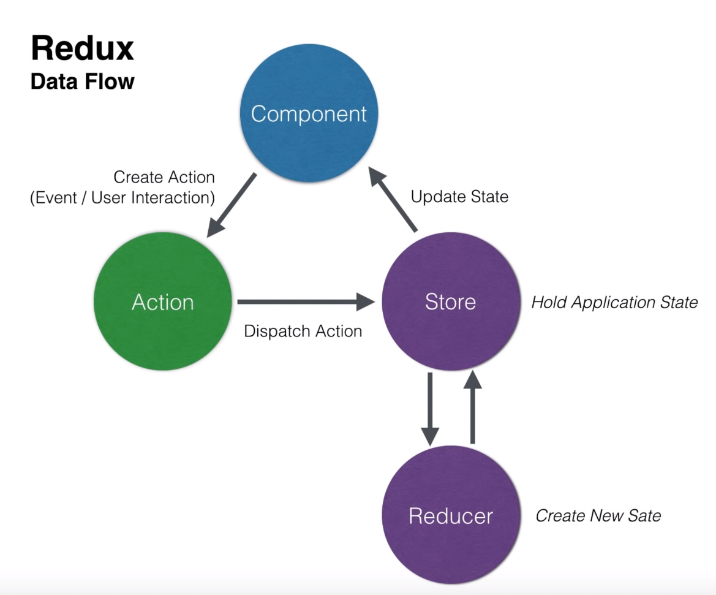 Redux
Data Flow
Component
Create Action
(Event / User Interaction)
Update State
Action
Dispatch Action
Store
Hold Application State
Reducer
Create New Sate